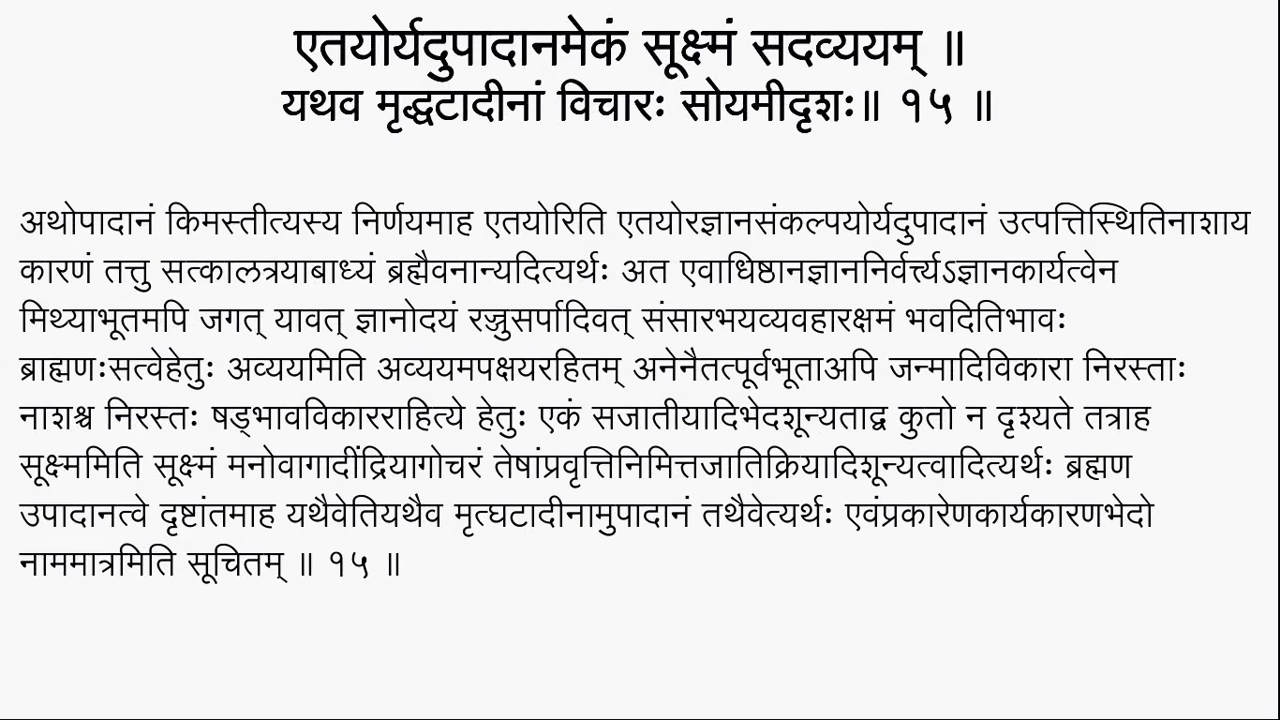 एतयोर्यदुपादानमेकं सूक्ष्मं सदव्ययम् ॥
यथव मृद्धटादीनां विचारः सोयमीदृशः॥ १५ ॥
अथोपादानं किमस्तीत्यस्य निर्णयमाह एतयोरिति एतयोरज्ञानसंकल्पयोर्यदुपादानं उत्पत्तिस्थितिनाशाय
कारणं तत्तु सत्कालत्रयाबाध्यं ब्रह्मैवनान्यदित्यर्थः अत एवाधिष्ठानज्ञाननिर्वर्त्त्यऽज्ञानकार्यत्वेन
मिथ्याभूतमपि जगत् यावत् ज्ञानोदयं रज्जुसर्पादिवत् संसारभयव्यवहारक्षमं भवदितिभावः
ब्राह्मणःसत्वेहेतुः अव्ययमिति अव्ययमपक्षयरहितम् अनेनैतत्पूर्वभूताअपि जन्मादिविकारा निरस्ताः
नाशश्च निरस्तः षड्भावविकारराहित्ये हेतुः एकं सजातीयादिभेदशून्यताद्व कुतो न दृश्यते तत्राह
सूक्ष्ममिति सूक्ष्मं मनोवागादींद्रियागोचरं तेषांप्रवृत्तिनिमित्तजातिक्रियादिशून्यत्वादित्यर्थः ब्रह्मण
उपादानत्वे दृष्टांतमाह यथैवेतियथैव मृत्घटादीनामुपादानं तथैवेत्यर्थः एवंप्रकारेणकार्यकारणभेदो
नाममात्रमिति सूचितम् ॥ १५ ॥